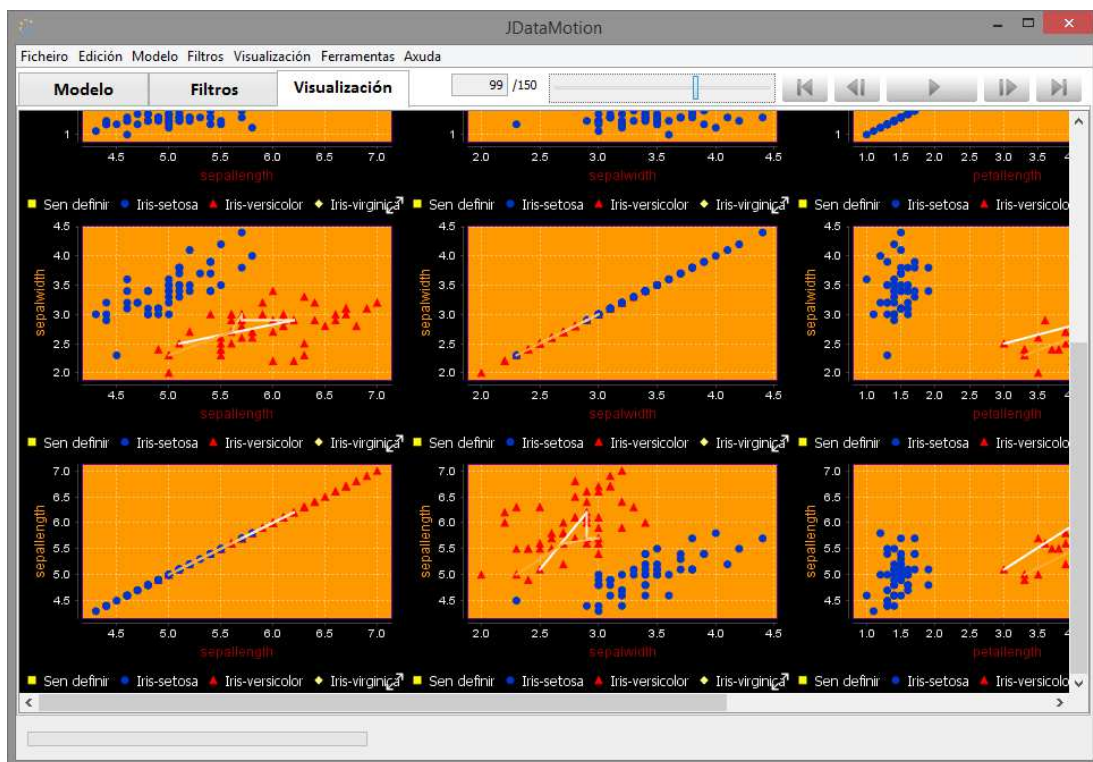 JDataMotion
Ficheiro Edición Modelo Filtros Visualización Ferramentas Axuda
Modelo Filtros Visualización 99 /150
1 1 1
4.5 5.0 5.5 6.0 6.5 7.0 2.0 2.5 3.0 3.5 4.0 4.5 1.0 1.5 2.0 2.5 3.0 3.5 4
sepallength sepalwidth petallength
Sen definir Iris-setosa Iris-versicolor Iris-virginica Sen definir Iris-setosa Iris-versicolor Iris-virginica Sen definir Iris-setosa Iris-versicolo
4.5 4.5 4.5
4.0 4.0 4.0
3.5 3.5 3.5
3.0 3.0 3.0
2.5 2.5 2.5
2.0 2.0 2.0
sepalwidth sepalwidth sepalwidth
4.5 5.0 5.5 6.0 6.5 7.0 2.0 2.5 3.0 3.5 4.0 4.5 1.0 1.5 2.0 2.5 3.0 3.5 4
sepallength sepalwidth petallength
Sen definir Iris-setosa Iris-versicolor Iris-virginica Sen definir Iris-setosa Iris-versicolor Iris-virginica Sen definir Iris-setosa Iris-versicolo
7.0 7.0 7.0
6.5 6.5 6.5
6.0 6.0 6.0
5.5 5.5 5.5
5.0 5.0 5.0
4.5 4.5 4.5
sepallength sepallength sepallength
4.5 5.0 5.5 6.0 6.5 7.0 2.0 2.5 3.0 3.5 4.0 4.5 1.0 1.5 2.0 2.5 3.0 3.5 4
sepallength sepalwidth petallength
Sen definir Iris-setosa Iris-versicolor Iris-virginica Sen definir Iris-setosa Iris-versicolor Iris-virginica Sen definir Iris-setosa Iris-versicolo